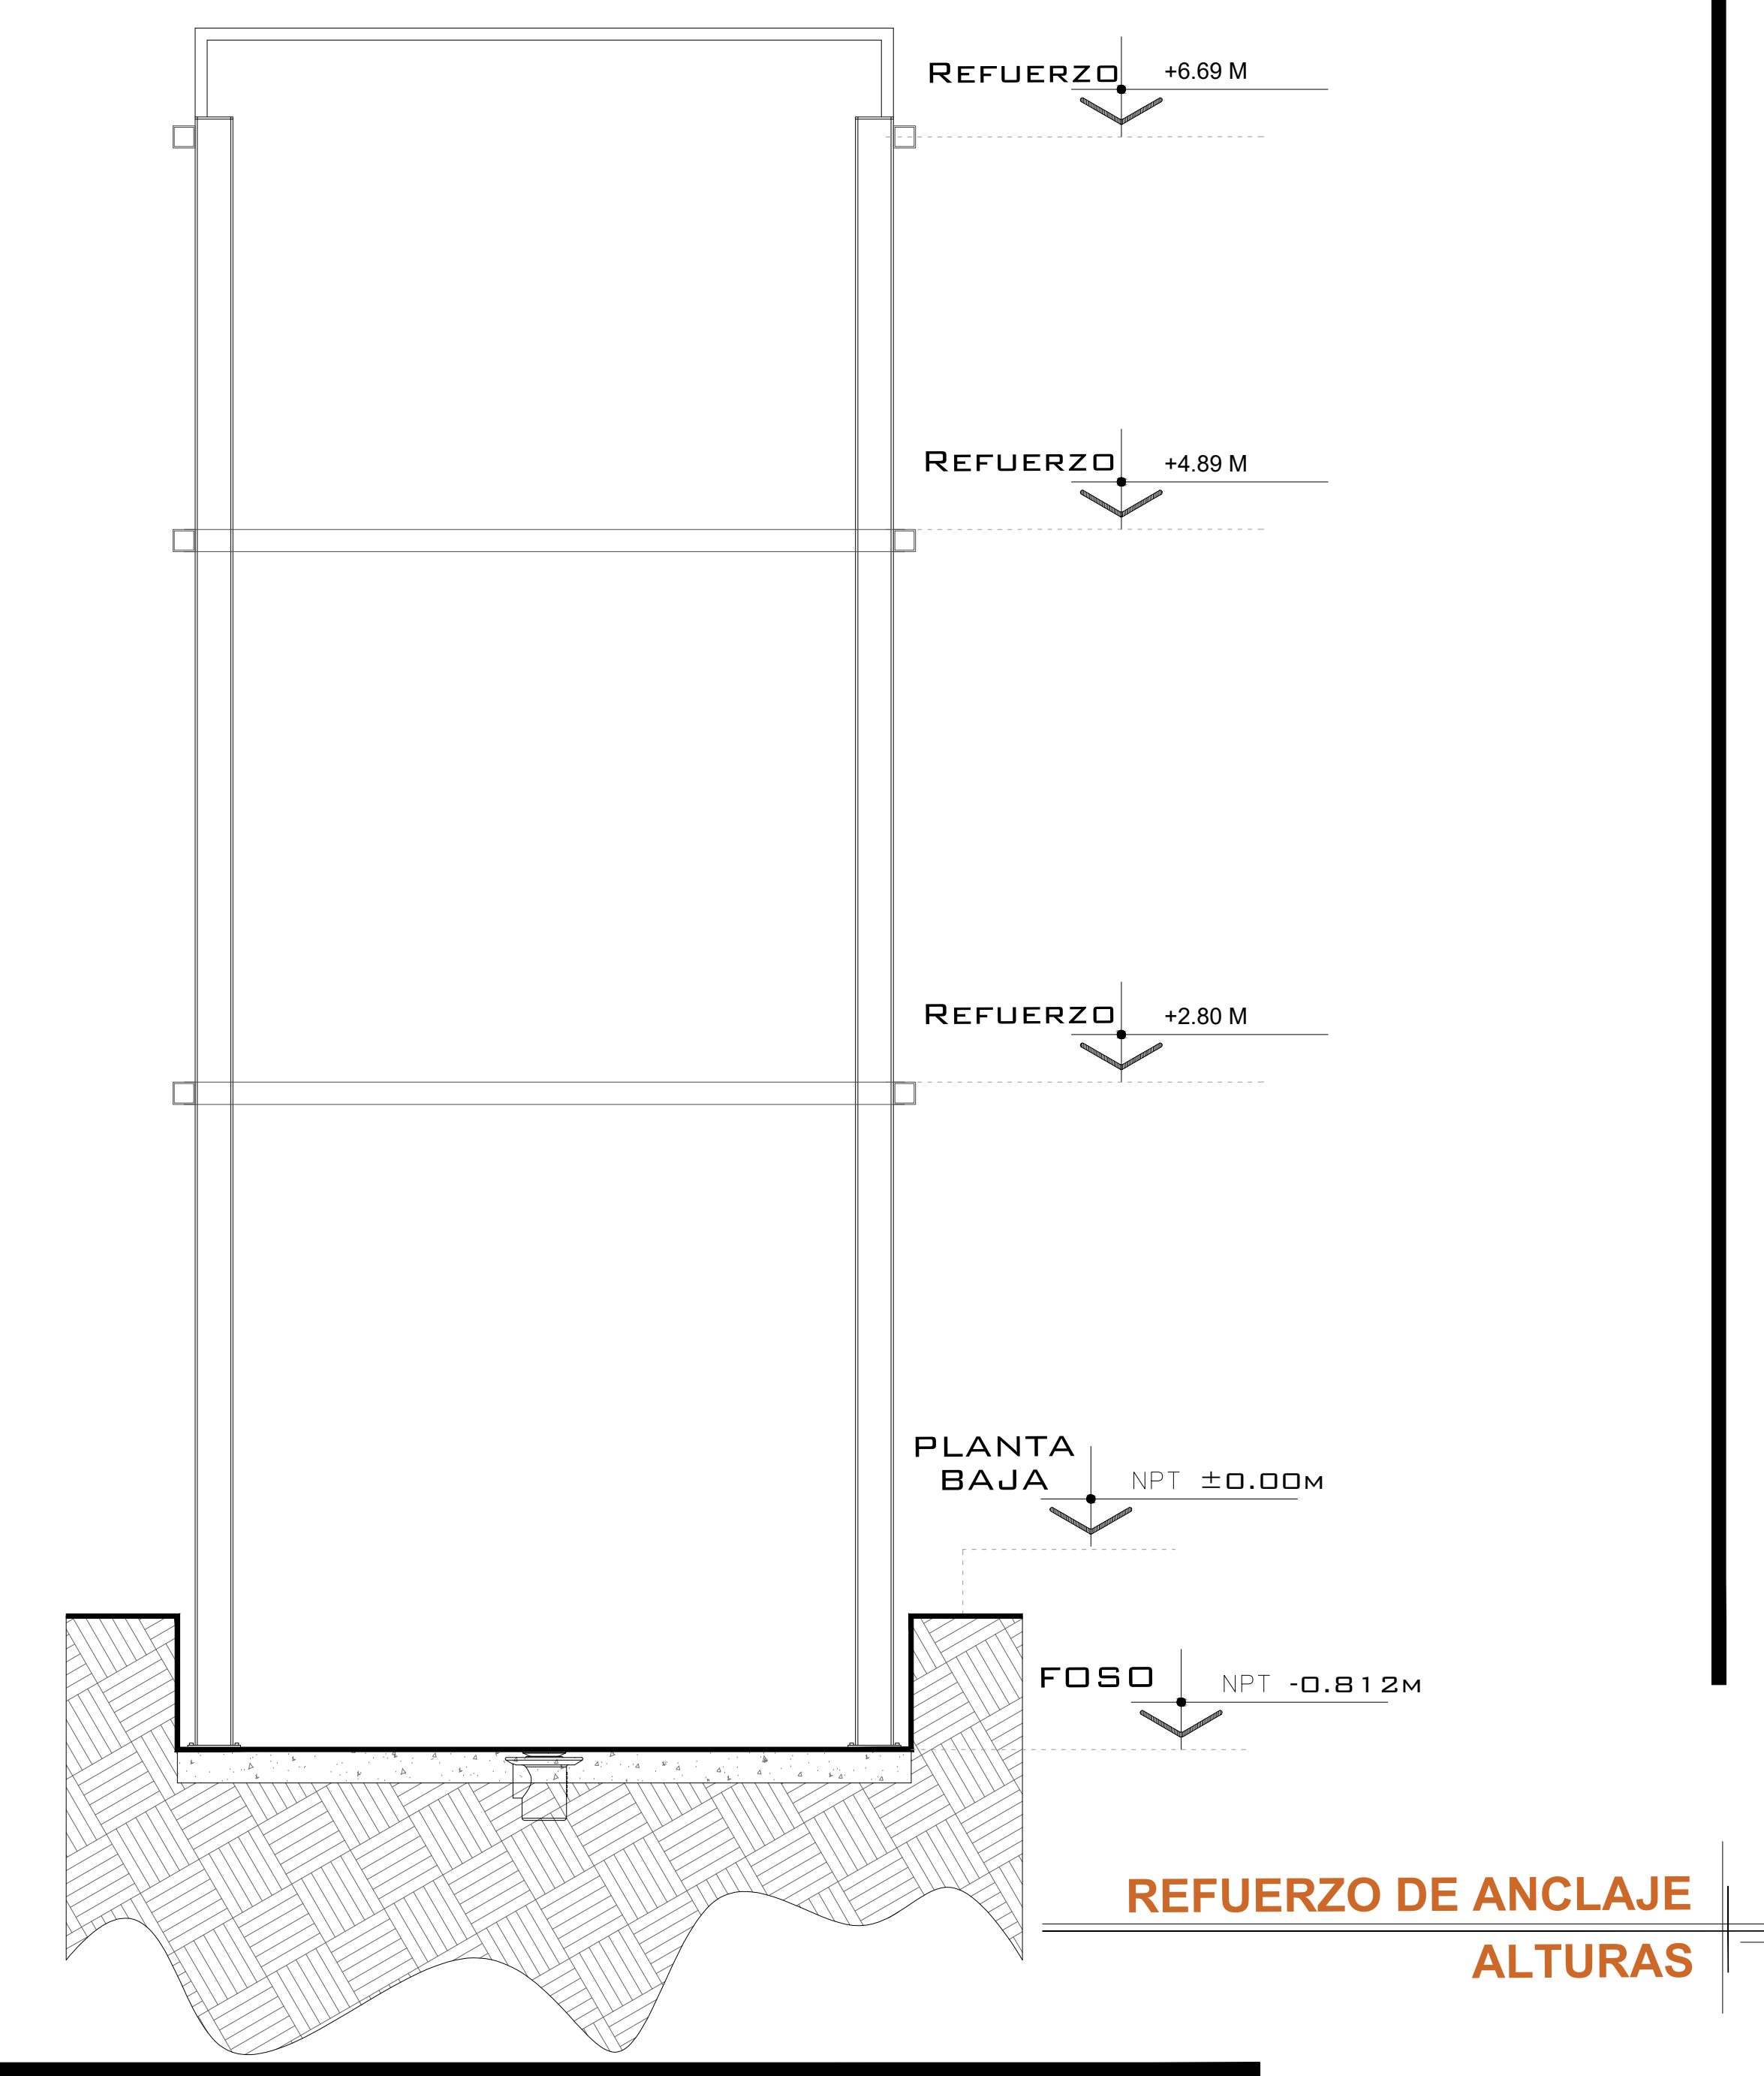 REFUERZO +6.69 M
REFUERZO +4.89 M
REFUERZO +2.80 M
PLANTA
BAJA NPT ±0.00M
FOSO NPT -0.812M
REFUERZO DE ANCLAJE
ALTURAS